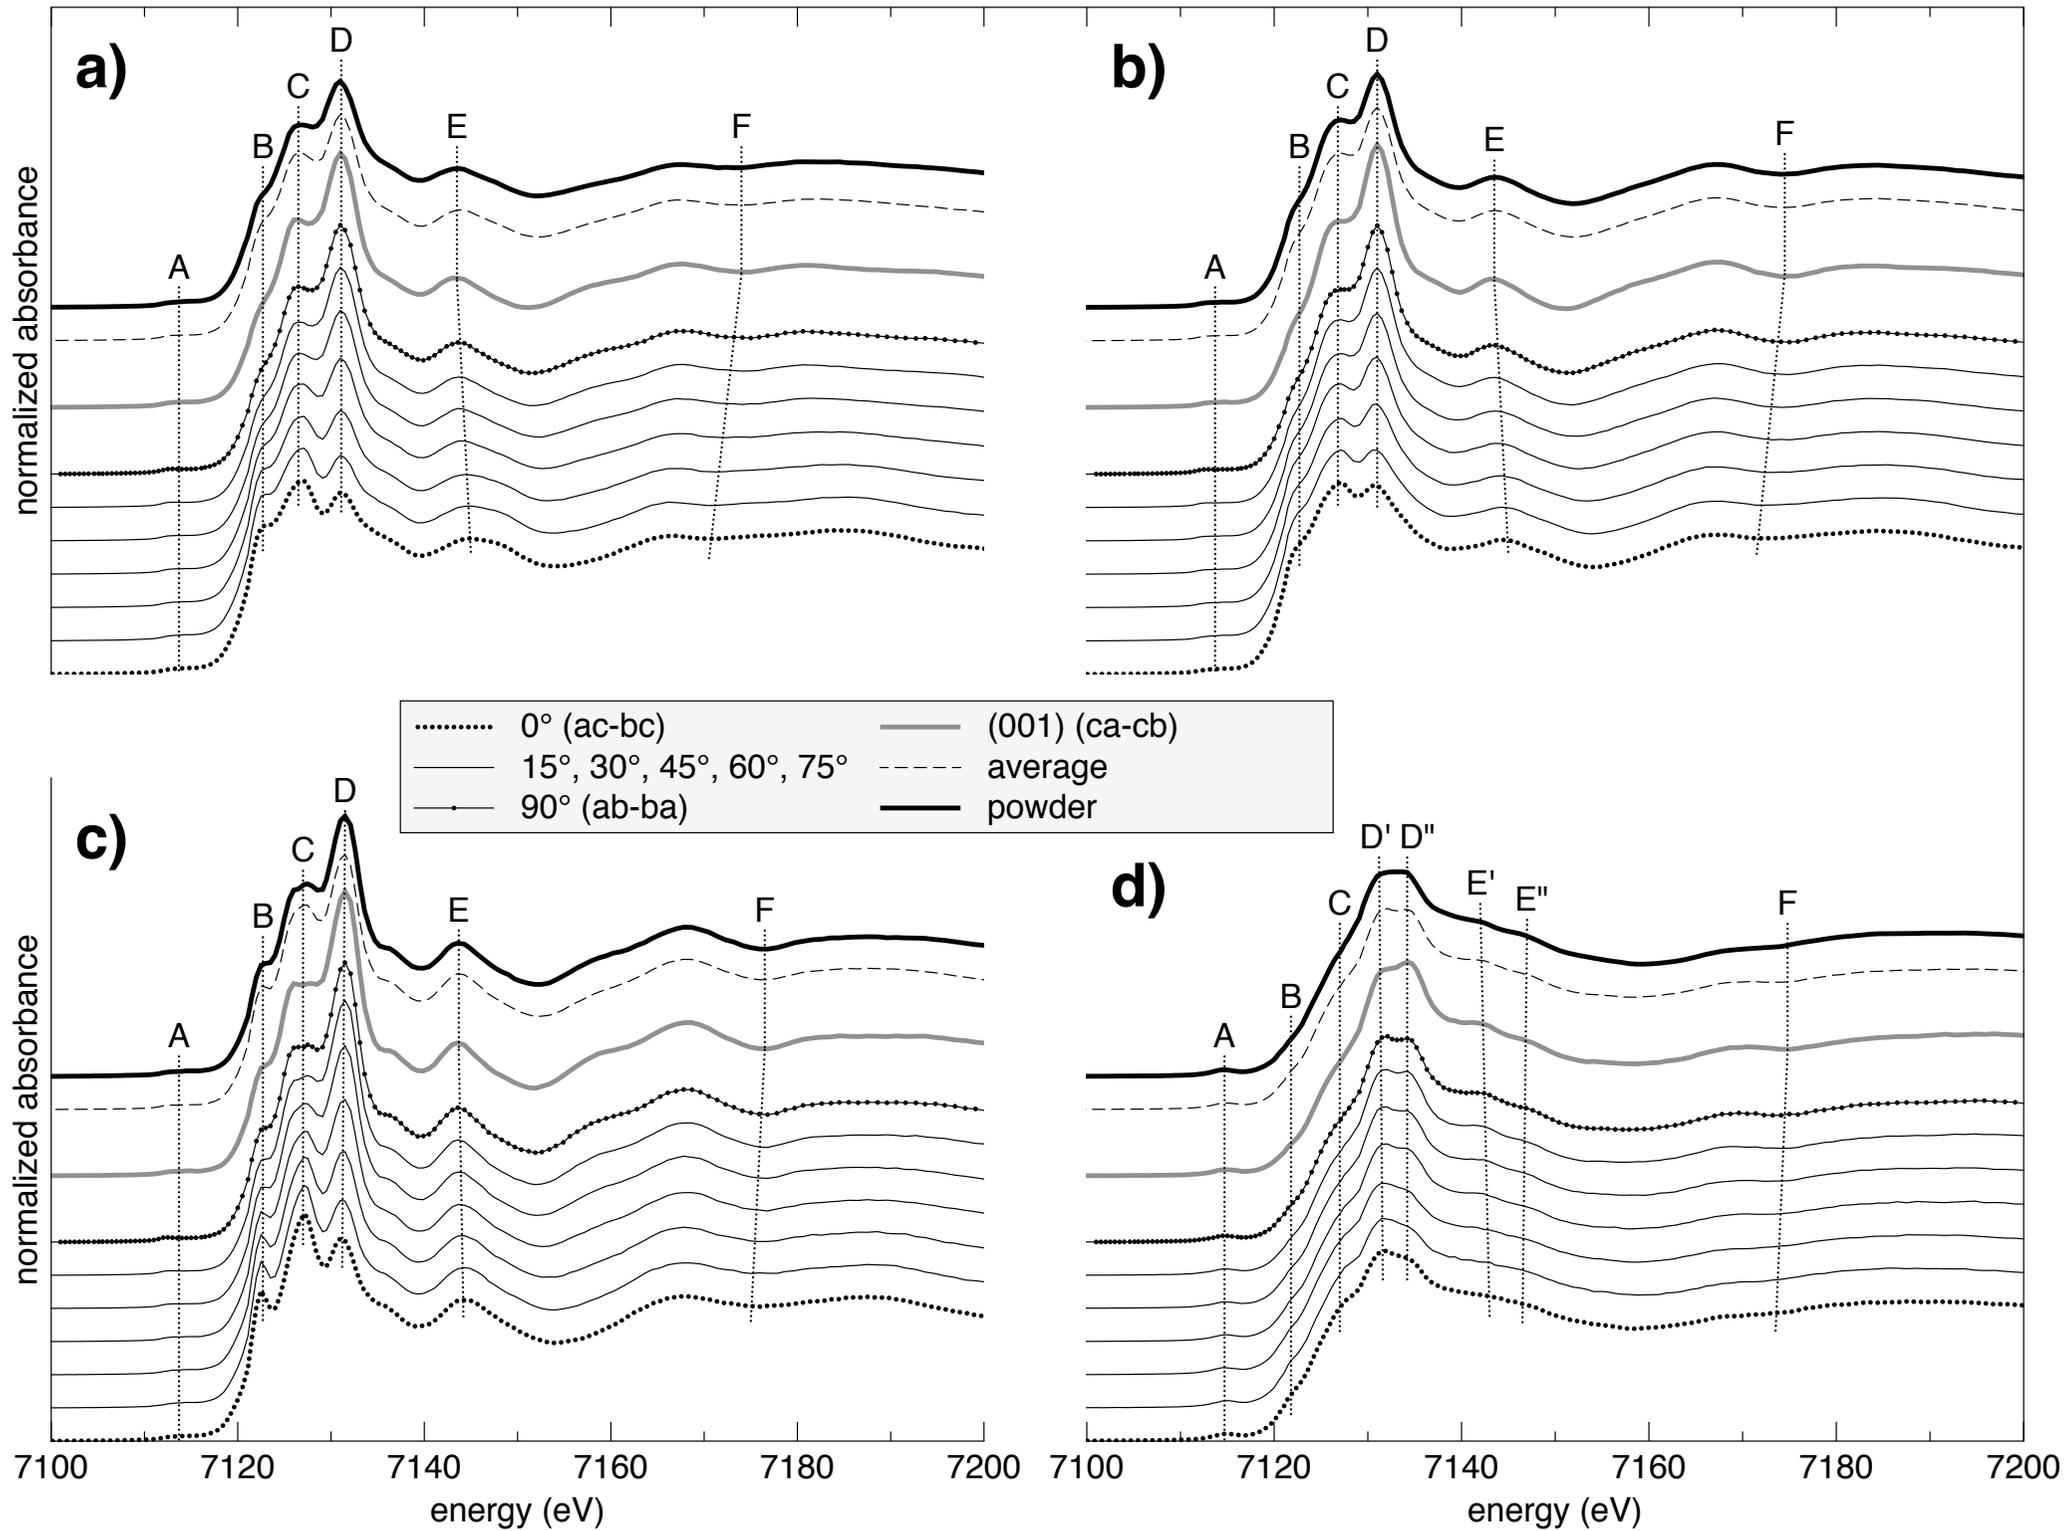 a)
A
B
C
D
E
F
b)
A
B
C
D
E
F
normalized absorbance
0° (ac-bc)
15°, 30°, 45°, 60°, 75°
90° (ab-ba)
(001) (ca-cb)
average
powder
c)
A
B
C
D
E
F
d)
A
B
C
D' D"
E'
E"
F
normalized absorbance
7100 7120 7140 7160 7180 7200
energy (eV)
7100 7120 7140 7160 7180 7200
energy (eV)